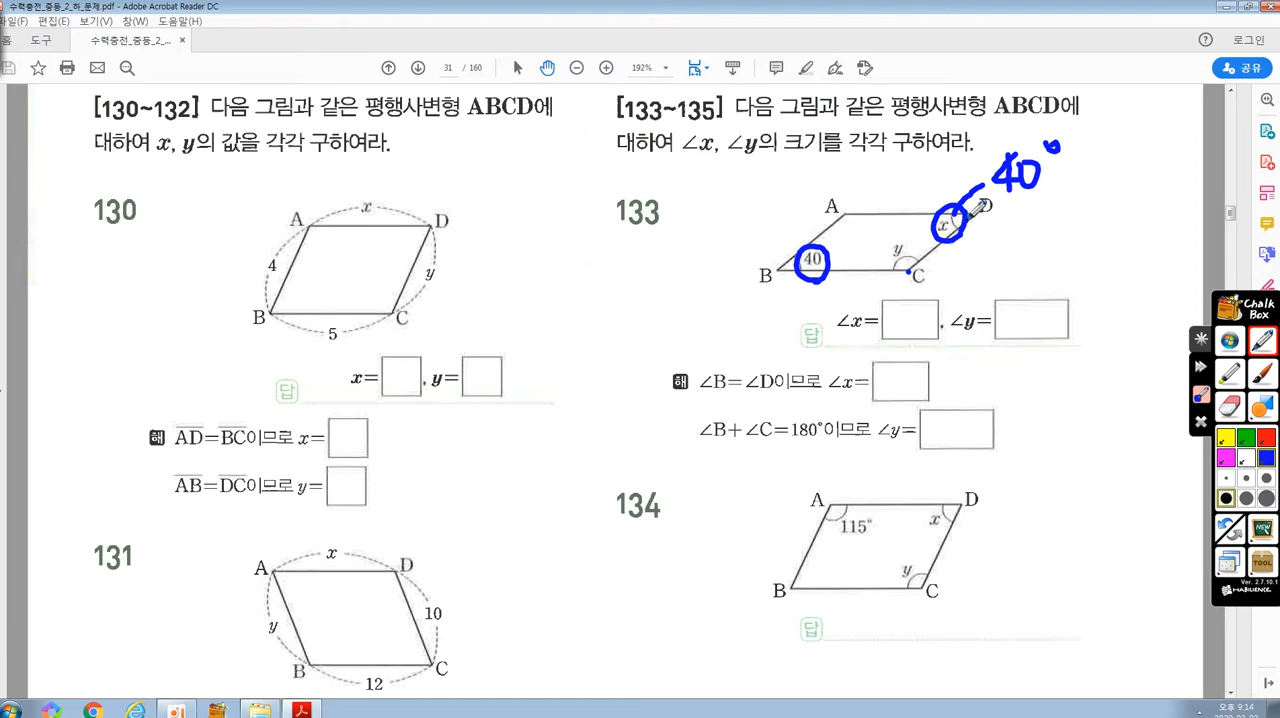 수력충전_중등_2_하_문제.pdf - Adobe Acrobat Reader DC
파일(F) 편집(E) 보기(V) 창(W) 도움말(H)
홈 도구 수력충전_중등_2_... × 로그인
31 / 160 192% 공유
[130~132] 다음 그림과 같은 평행사변형 ABCD에
대하여 x, y의 값을 각각 구하여라.
130
A x D
4 y
B 5 C
x= , y=
답
해 AD=BC이므로 x=
AB=DC이므로 y=
131
A x D
y 10
B 12 C
[133~135] 다음 그림과 같은 평행사변형 ABCD에
대하여 ∠x, ∠y의 크기를 각각 구하여라.
40°
133
A x D
B 40 y C
∠x= , ∠y=
답
해 ∠B=∠D이므로 ∠x=
∠B+∠C=180°이므로 ∠y=
134
A 115° x D
B y C
답
Chalk
Box
NEW
TOOL
Ver. 2.7.10.1
HABILIENCE
오후 9:14